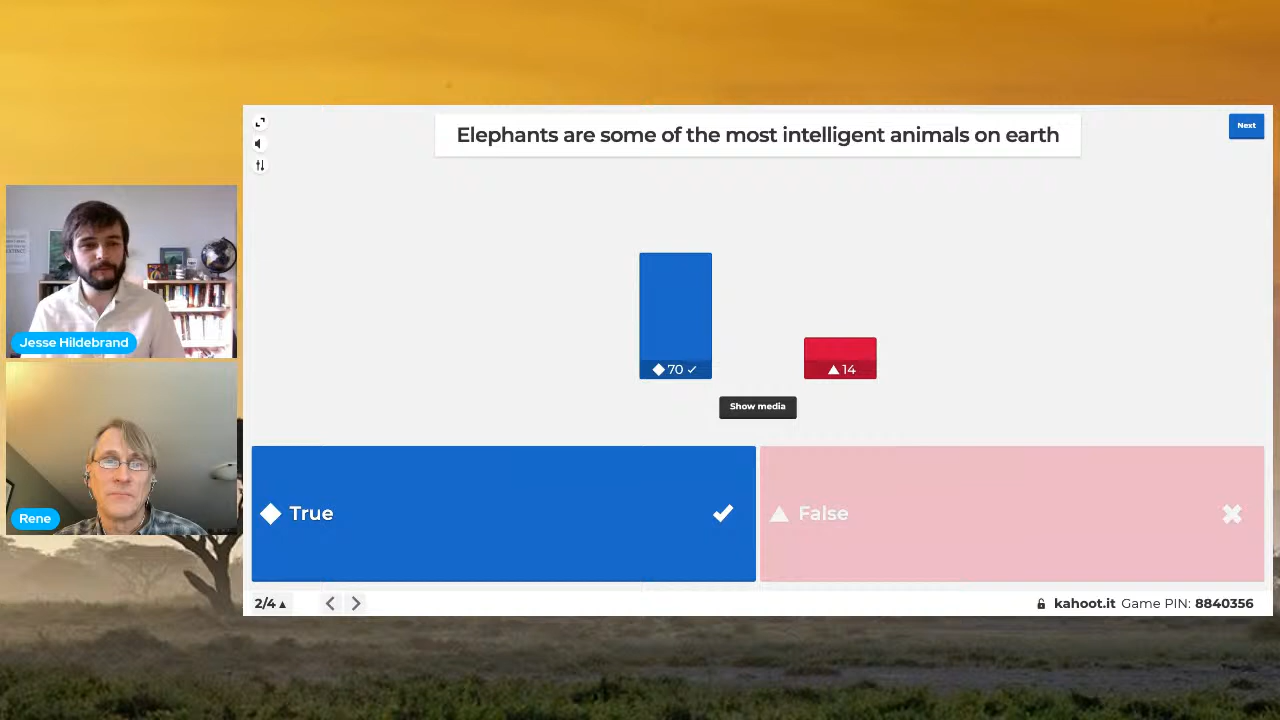 Elephants are some of the most intelligent animals on earth
Next
Jesse Hildebrand
Rene
70
14
Show media
True
False
2/4
kahoot.it Game PIN: 8840356